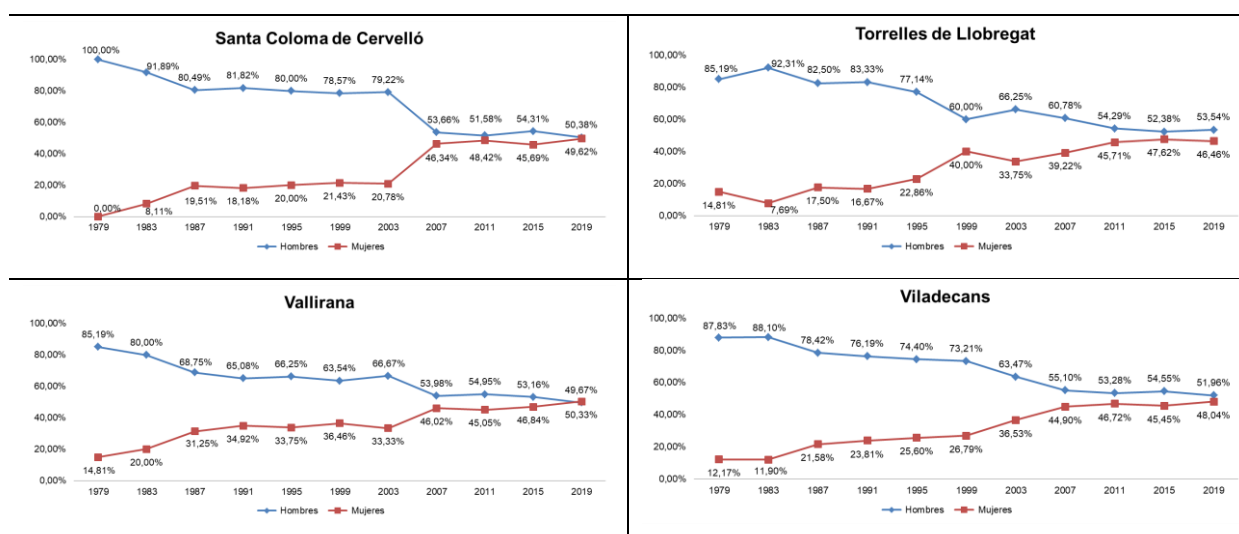 Santa Coloma de Cervelló
100,00%
80,00%
60,00%
40,00%
20,00%
0,00%
100,00% 91,89% 80,49% 81,82% 80,00% 78,57% 79,22% 53,66% 51,58% 54,31% 50,38%
0,00% 8,11% 19,51% 18,18% 20,00% 21,43% 20,78% 46,34% 48,42% 45,69% 49,62%
1979 1983 1987 1991 1995 1999 2003 2007 2011 2015 2019
Hombres Mujeres
Torrelles de Llobregat
100,00%
80,00%
60,00%
40,00%
20,00%
0,00%
85,19% 92,31% 82,50% 83,33% 77,14% 60,00% 66,25% 60,78% 54,29% 52,38% 53,54%
14,81% 7,69% 17,50% 16,67% 22,86% 40,00% 33,75% 39,22% 45,71% 47,62% 46,46%
1979 1983 1987 1991 1995 1999 2003 2007 2011 2015 2019
Hombres Mujeres
Vallirana
100,00%
80,00%
60,00%
40,00%
20,00%
0,00%
85,19% 80,00% 68,75% 65,08% 66,25% 63,54% 66,67% 53,98% 54,95% 53,16% 49,67%
14,81% 20,00% 31,25% 34,92% 33,75% 36,46% 33,33% 46,02% 45,05% 46,84% 50,33%
1979 1983 1987 1991 1995 1999 2003 2007 2011 2015 2019
Hombres Mujeres
Viladecans
100,00%
80,00%
60,00%
40,00%
20,00%
0,00%
87,83% 88,10% 78,42% 76,19% 74,40% 73,21% 63,47% 55,10% 53,28% 54,55% 51,96%
12,17% 11,90% 21,58% 23,81% 25,60% 26,79% 36,53% 44,90% 46,72% 45,45% 48,04%
1979 1983 1987 1991 1995 1999 2003 2007 2011 2015 2019
Hombres Mujeres